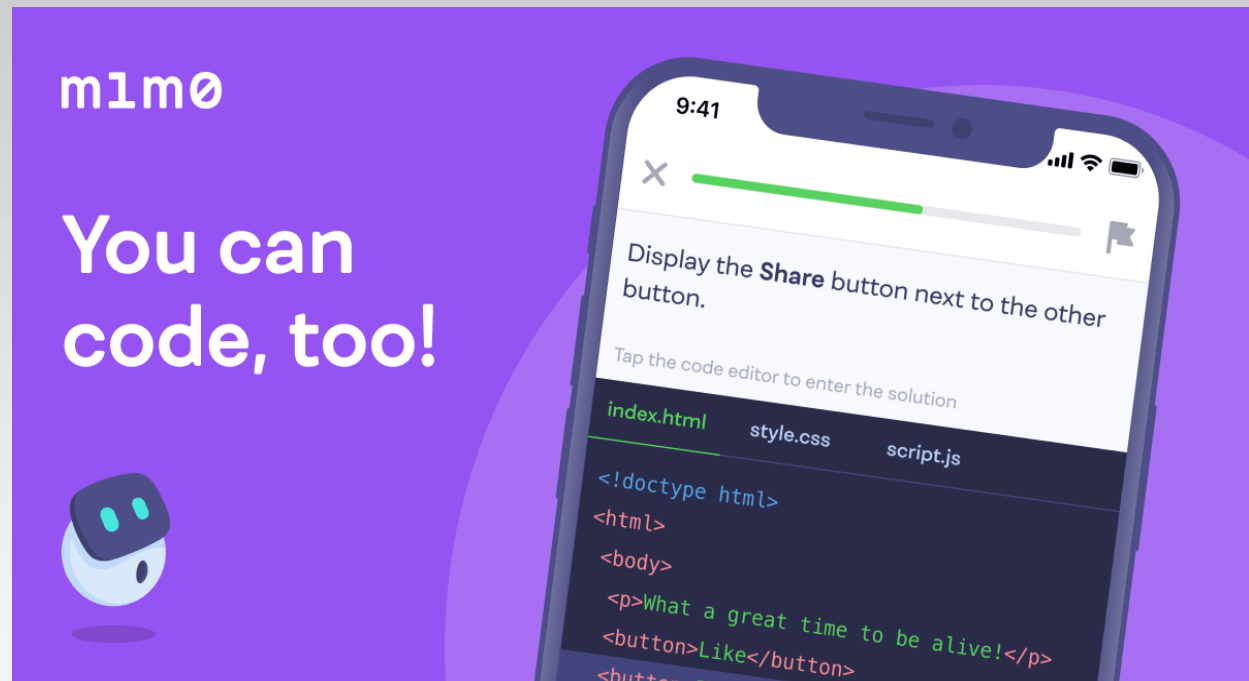 m1m0
You can
code, too!
9:41
Display the Share button next to the other
button.
Tap the code editor to enter the solution
index.html style.css script.js
<!doctype html>
<html>
<body>
<p>What a great time to be alive!</p>
<button>Like</button>